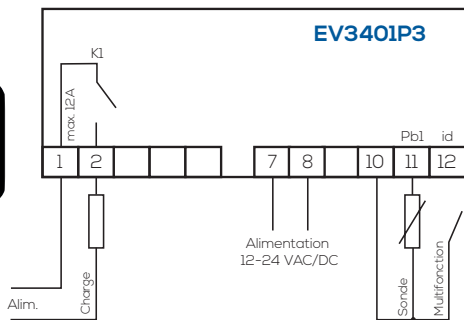 EV3401P3
K1
max. 12A
Pb1 id
1 2 7 8 10 11 12
Alimentation
12-24 VAC/DC
Charge
Sonde
Multifonction
Alim.